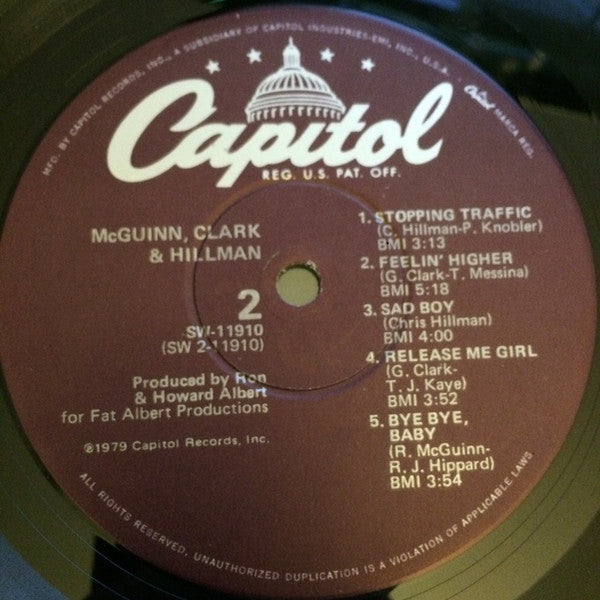 MFD. BY CAPITOL RECORDS, INC., A SUBSIDIARY OF CAPITOL INDUSTRIES-EMI, INC., U.S.A.
Capitol MARCA REG.
Capitol
REG. U.S. PAT. OFF.
McGUINN, CLARK
& HILLMAN
2
SW-11910
(SW 2-11910)
Produced by Ron
& Howard Albert
for Fat Albert Productions
℗1979 Capitol Records, Inc.
1. STOPPING TRAFFIC
(C. Hillman-P. Knobler)
BMI 3:13
2. FEELIN' HIGHER
(G. Clark-T. Messina)
BMI 5:18
3. SAD BOY
(Chris Hillman)
BMI 4:00
4. RELEASE ME GIRL
(G. Clark-
T. J. Kaye)
BMI 3:52
5. BYE BYE,
BABY
(R. McGuinn-
R. J. Hippard)
BMI 3:54
ALL RIGHTS RESERVED, UNAUTHORIZED DUPLICATION IS A VIOLATION OF APPLICABLE LAWS